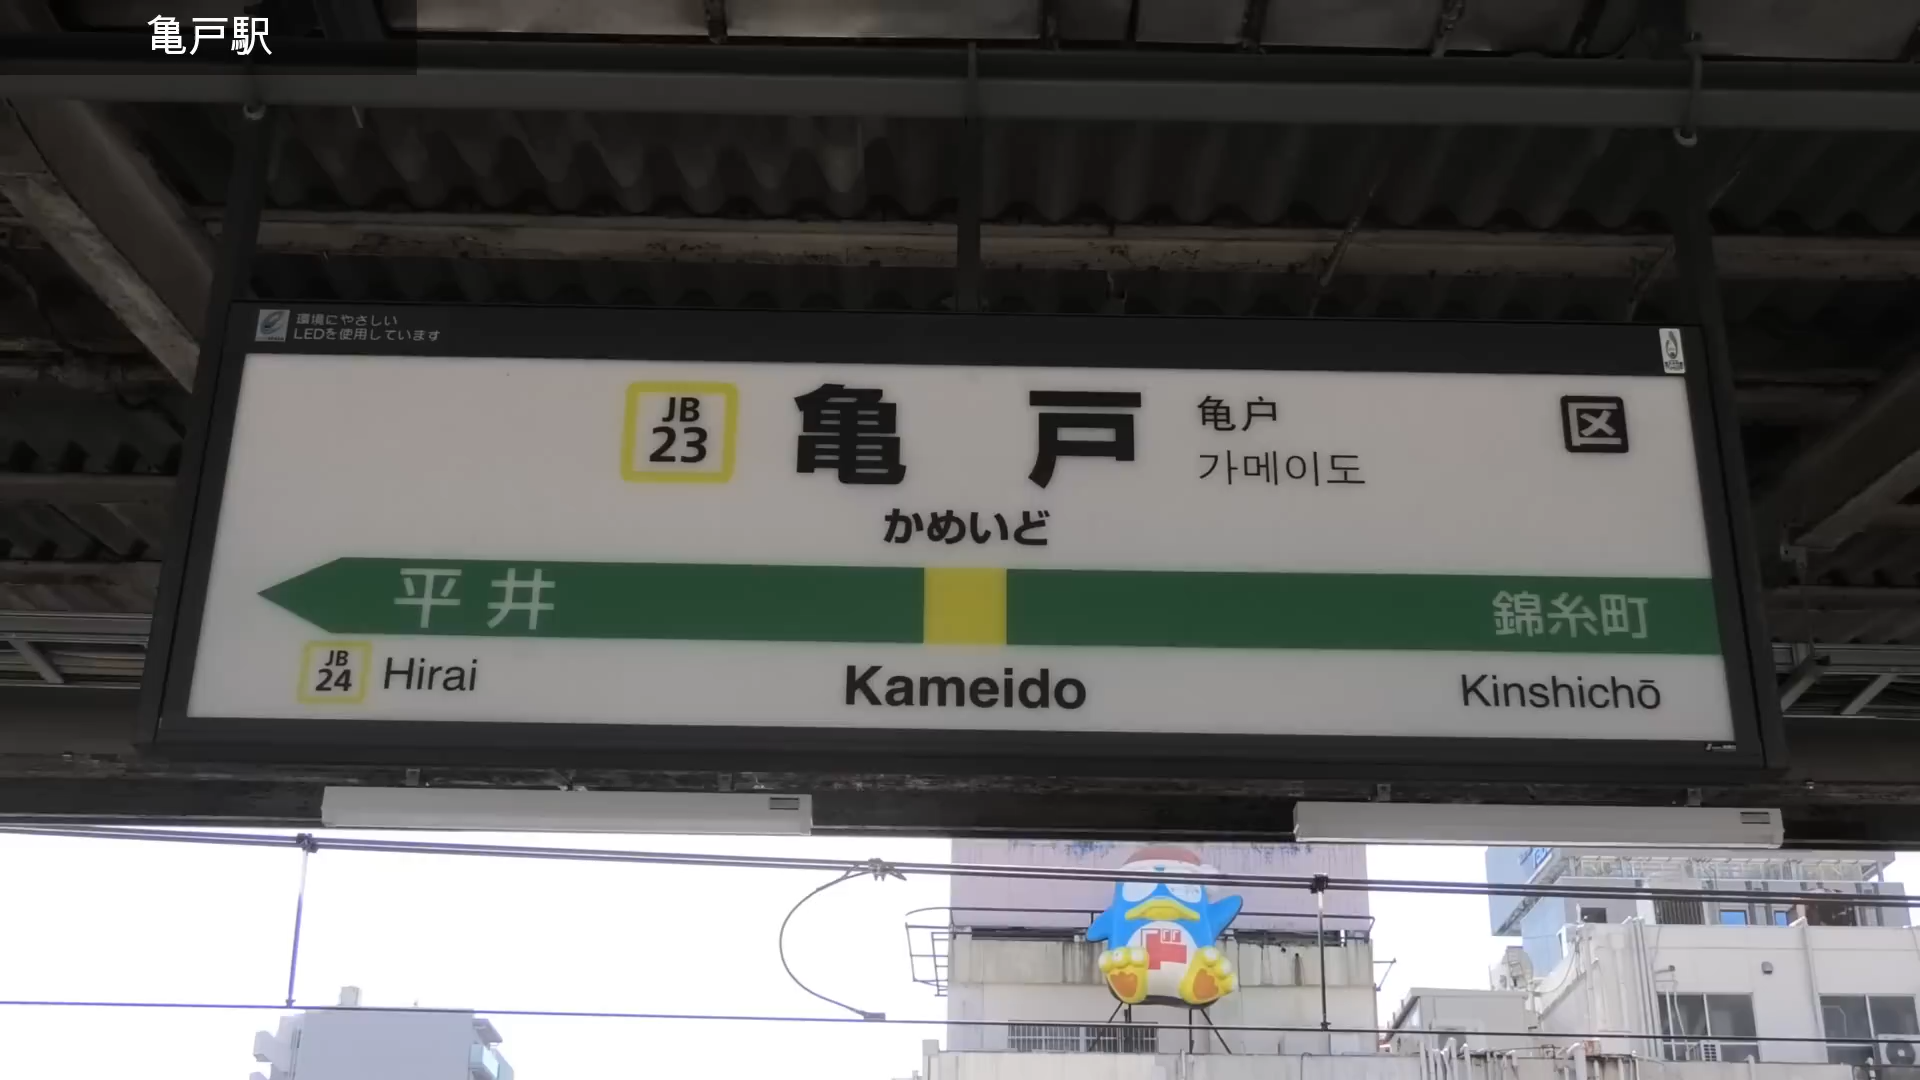 亀戸駅
環境にやさしい
LEDを使用しています
JB
23
亀戸
亀户
가메이도
区
かめいど
平井
錦糸町
JB
24
Hirai
Kameido
Kinshichō
ド